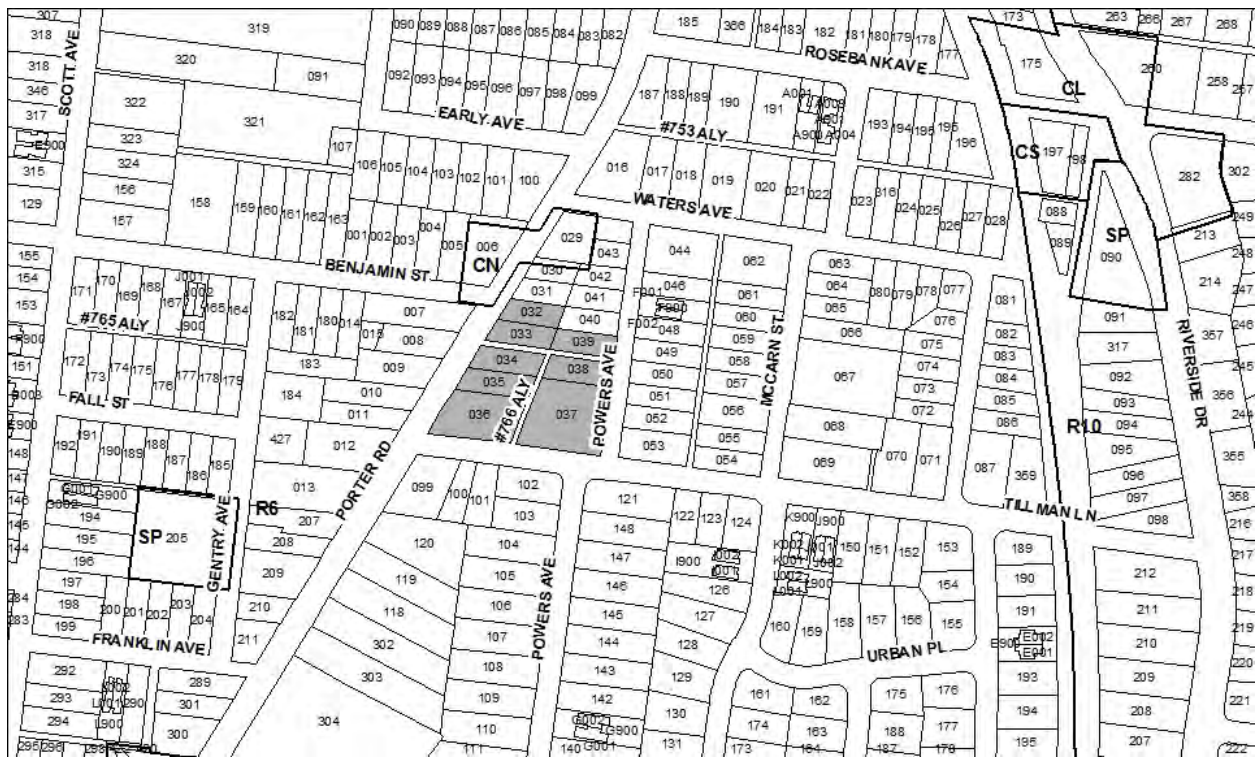 307 319 090 089 088 087 086 085 084 083 082 185 366 184 183 182 181 180 179 178 177 173 263 266 267 268
318 320 091 ROSEBANK AVE 175 260
SCOTT AVE
318 092 093 094 095 096 097 098 099 187 188 189 190 191 A001 CL 258 257
346 322 321
317 323 107 EARLY AVE #753 ALY A900 A004 193 194 195 195 196 CS 197 198
E900 324 106 105 104 103 102 101 100 016 017 018 019 020 021 022 282 302
315 156 158 159 160 161 162 163 WATERS AVE 023 316 024 025 026 027 028 088 249
129 157 001 002 003 004 005 006 029 043 044 062 089 SP 213 248
155 BENJAMIN ST CN 030 042 063 090
154 170 168 J001 031 041 046 F001 064 080 079 078 077 081 214 247
153 171 169 167 165 164 182 181 180 014 015 007 032 040 F900 061 065 076 091 RIVERSIDE DR
#765 ALY J900 008 033 039 F002 048 060 066 075 082 317 357
151 172 173 174 175 176 177 178 179 183 009 034 038 049 059 074 083 092 356
184 010 035 050 058 067 073 084 093 245
FALL ST 011 036 #766 ALY 037 POWERS AVE 051 057 MCCARN ST. 072 085 094
148 192 191 190 189 188 187 186 185 427 012 052 056 068 086 R10 095 355
147 013 PORTER RD 053 055 054 069 070 071 087 359 096
146 G900 GENTRY AVE R6 099 100 101 102 121 097 358
194 SP 205 207 103 148 122 123 124 K900 J900 TILLMAN LN 098 216
145 195 208 120 104 147 150 151 152 153 189 217
144 196 209 119 105 146 I900 126 154 190 212 218
197 118 106 145 127 191 211
198 200 201 202 203 204 210 302 107 144 160 159 158 157 156 155 E002 210 219
199 211 303 108 POWERS AVE 143 128 E900 E001 220
FRANKLIN AVE 109 142 129 URBAN PL 193 209 221
292 289 304 110 G002 130 161 162 175 176 194 208
293 301 111 G900 131 174 163 188 177 195 207 222
294 L900 290 300 140 G001 173 164 187 178
295 296